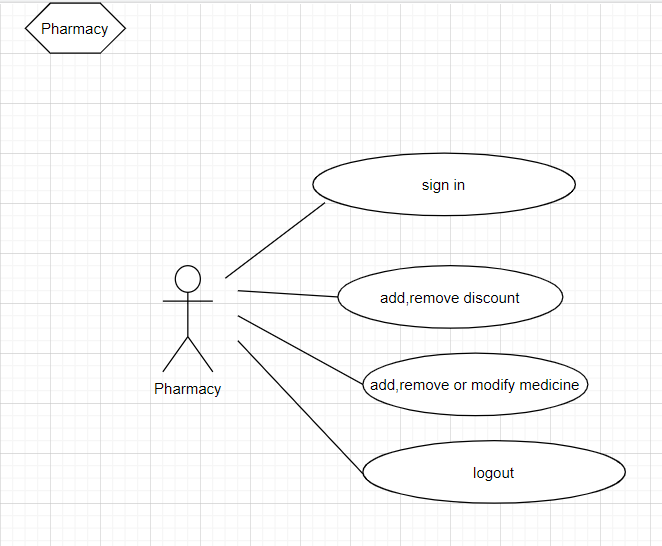 Pharmacy
sign in
add,remove discount
add,remove or modify medicine
Pharmacy
logout